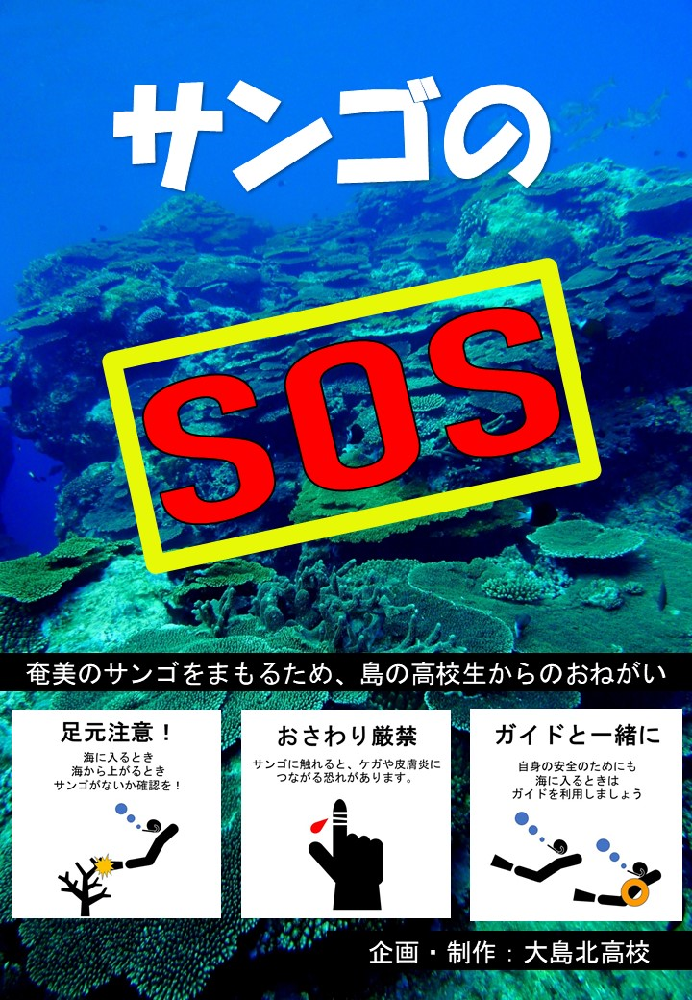 サンゴの
SOS
奄美のサンゴをまもるため、島の高校生からのおねがい
足元注意！
海に入るとき
海から上がるとき
サンゴがないか確認を！
おさわり厳禁
サンゴに触れると、ケガや皮膚炎に
つながる恐れがあります。
ガイドと一緒に
自身の安全のためにも
海に入るときは
ガイドを利用しましょう
企画・制作：大島北高校